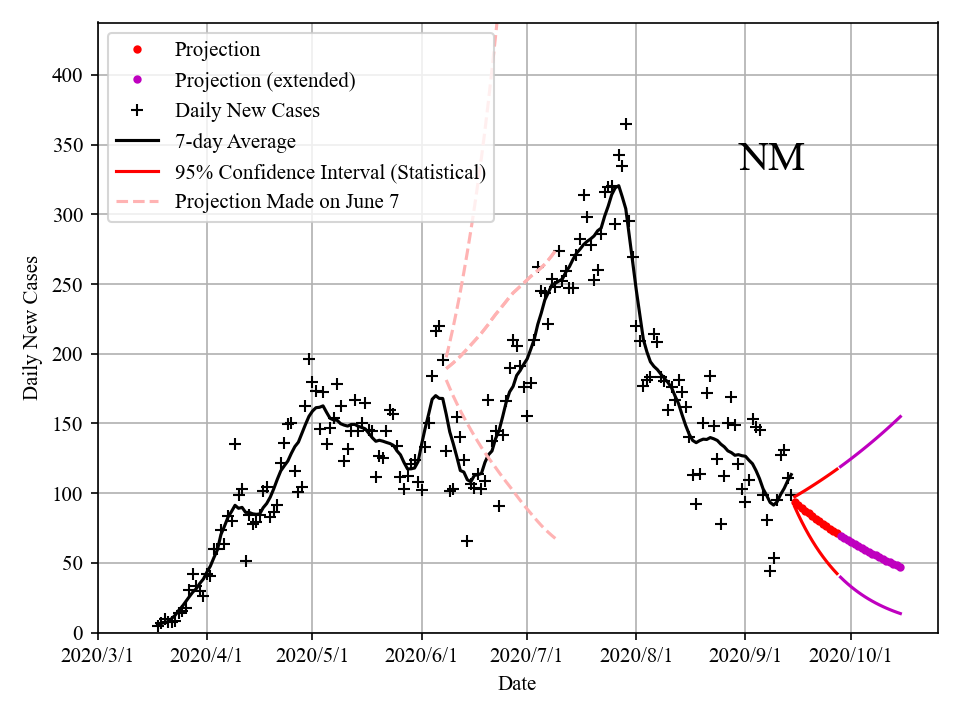 Projection
Projection (extended)
Daily New Cases
7-day Average
95% Confidence Interval (Statistical)
Projection Made on June 7
NM
400
350
300
250
200
150
100
50
0
Daily New Cases
2020/3/1 2020/4/1 2020/5/1 2020/6/1 2020/7/1 2020/8/1 2020/9/1 2020/10/1
Date